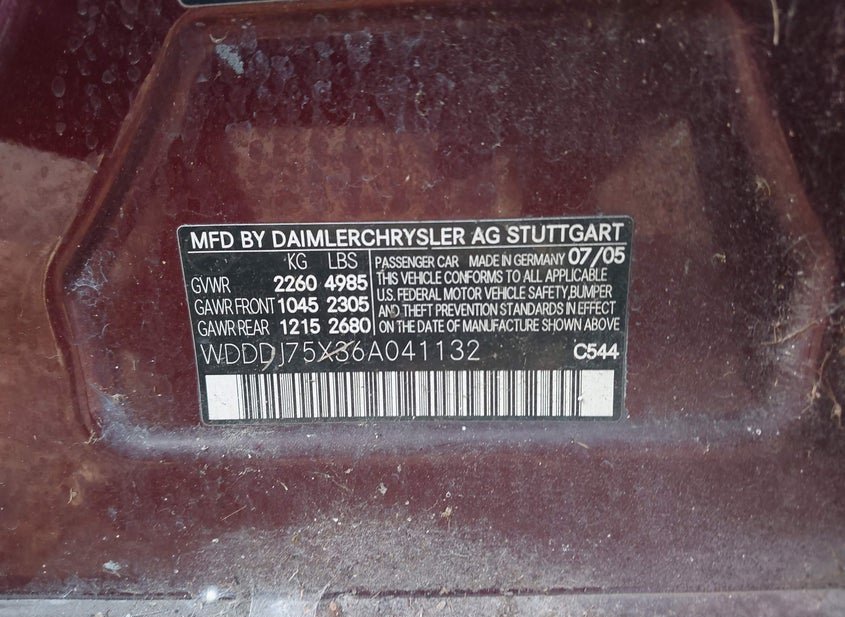 MFD BY DAIMLERCHRYSLER AG STUTTGART
KG LBS
GVWR 2260 4985
GAWR FRONT 1045 2305
GAWR REAR 1215 2680
PASSENGER CAR MADE IN GERMANY 07/05
THIS VEHICLE CONFORMS TO ALL APPLICABLE
U.S. FEDERAL MOTOR VEHICLE SAFETY,BUMPER
AND THEFT PREVENTION STANDARDS IN EFFECT
ON THE DATE OF MANUFACTURE SHOWN ABOVE
WDDDJ75X36A041132 C544